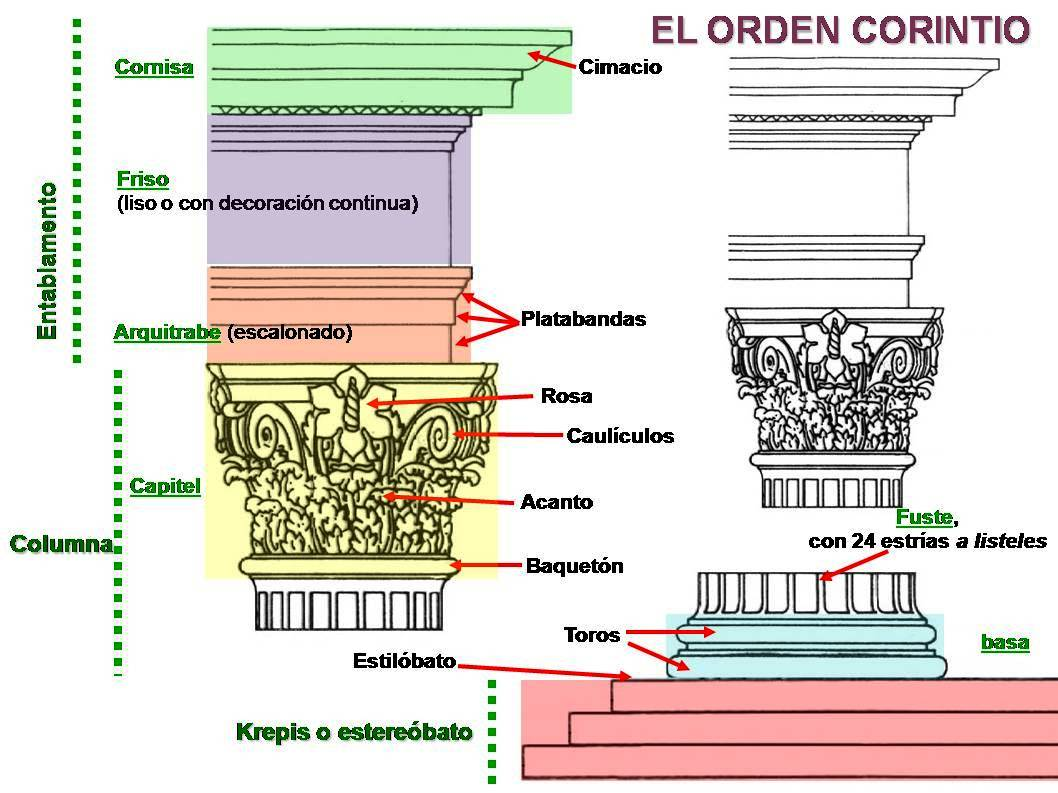 EL ORDEN CORINTIO
Cornisa
Cimacio
Friso
(liso o con decoración continua)
Entablamento
Platabandas
Arquitrabe (escalonado)
Rosa
Caulículos
Capitel
Acanto
Fuste,
con 24 estrías a listeles
Columna
Baquetón
Toros
basa
Estilóbato
Krepis o estereóbato